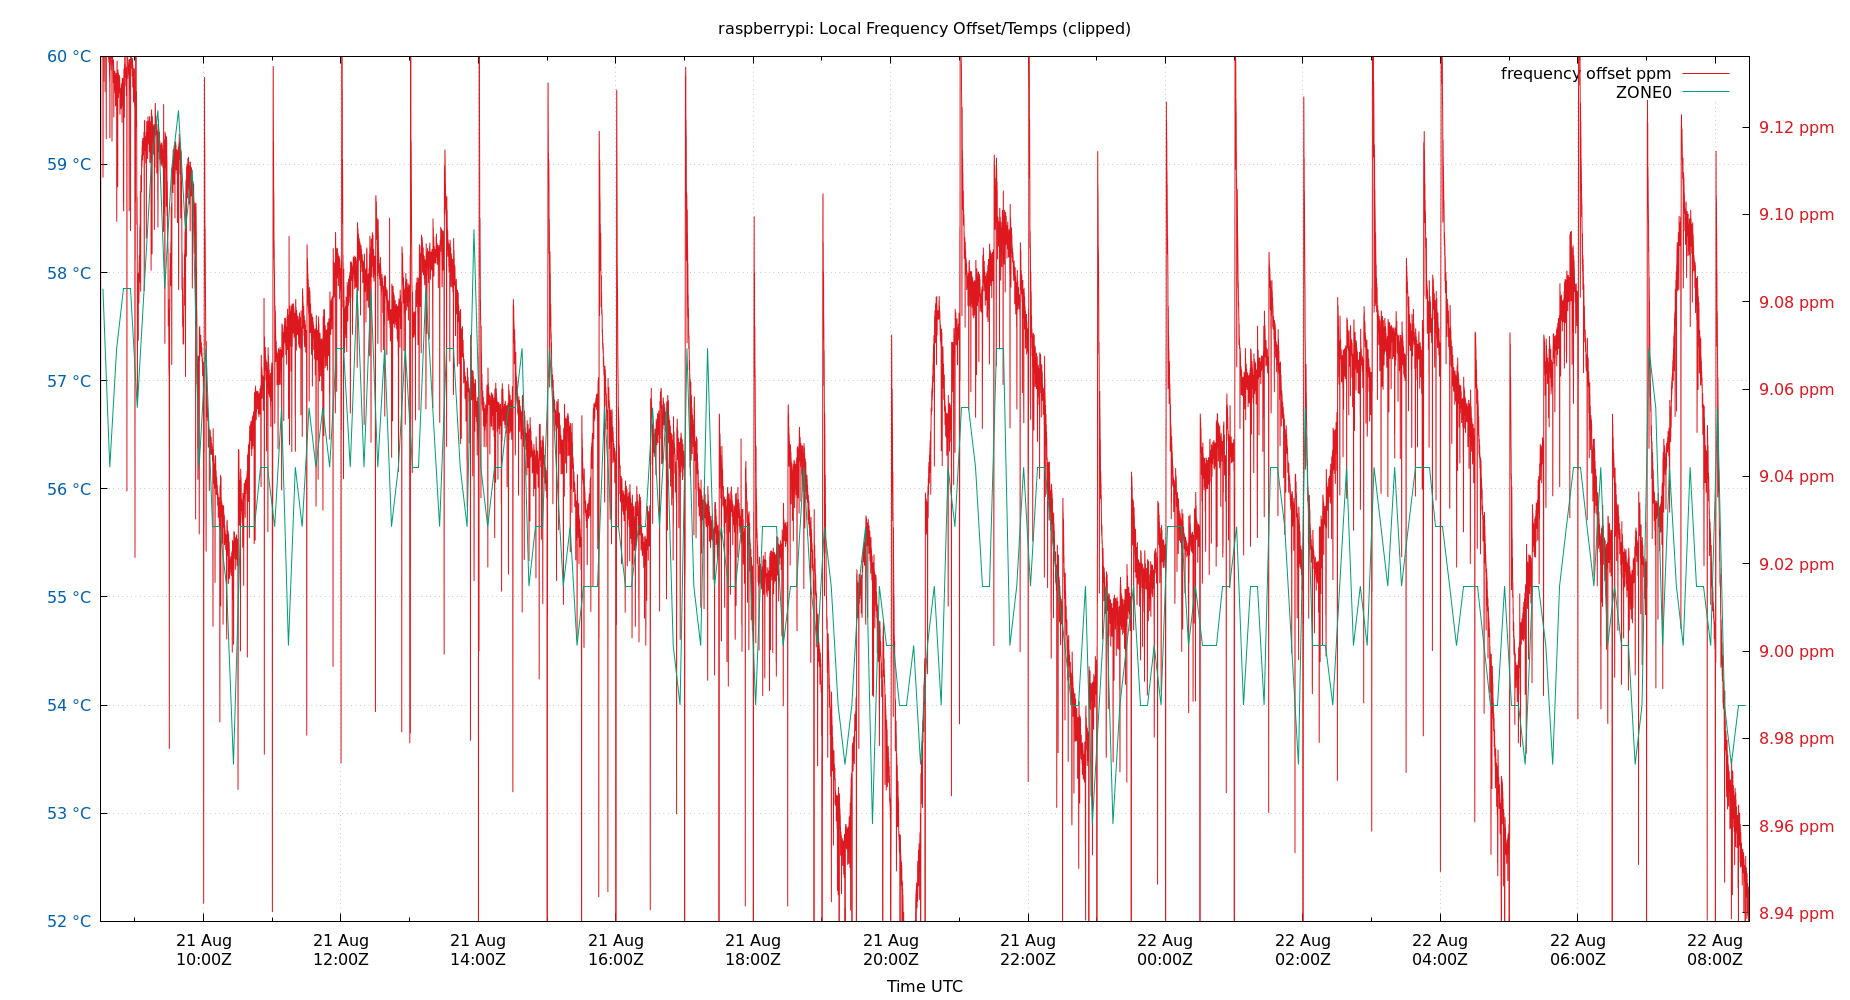 raspberrypi: Local Frequency Offset/Temps (clipped)
60 °C
59 °C
58 °C
57 °C
56 °C
55 °C
54 °C
53 °C
52 °C
frequency offset ppm
ZONE0
9.12 ppm
9.10 ppm
9.08 ppm
9.06 ppm
9.04 ppm
9.02 ppm
9.00 ppm
8.98 ppm
8.96 ppm
8.94 ppm
21 Aug 21 Aug 21 Aug 21 Aug 21 Aug 21 Aug 21 Aug 22 Aug 22 Aug 22 Aug 22 Aug 22 Aug
10:00Z 12:00Z 14:00Z 16:00Z 18:00Z 20:00Z 22:00Z 00:00Z 02:00Z 04:00Z 06:00Z 08:00Z
Time UTC